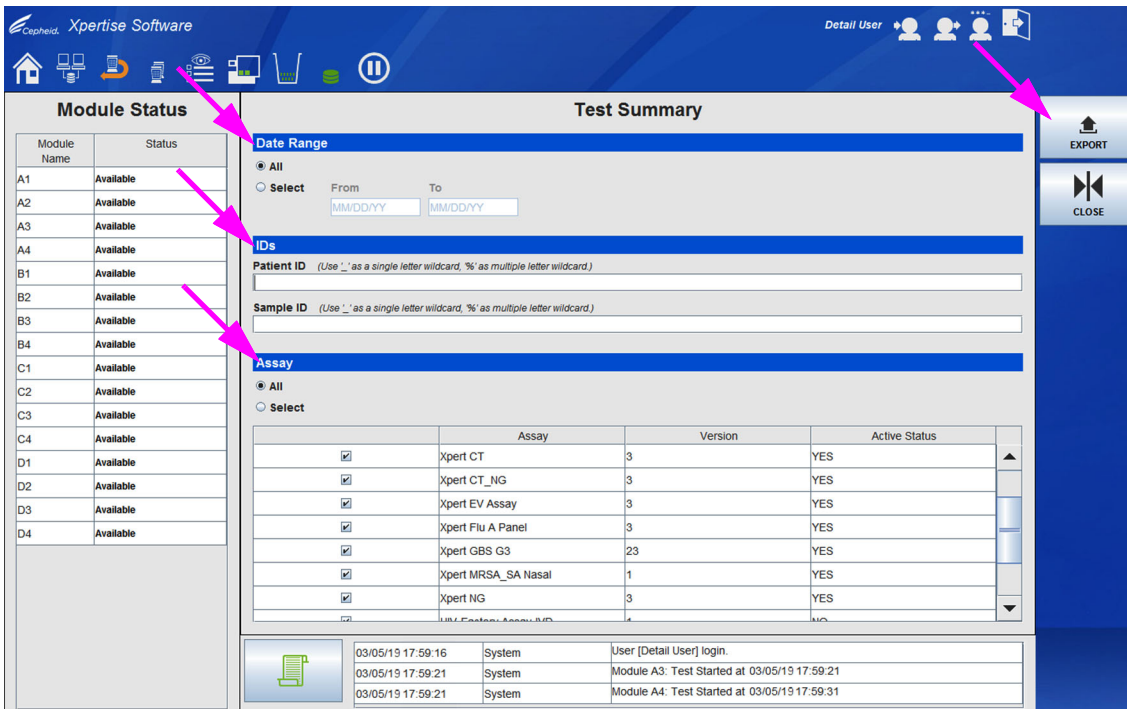 Cepheid. Xpertise Software
Detail User
Module Status
Module Name Status
A1 Available
A2 Available
A3 Available
A4 Available
B1 Available
B2 Available
B3 Available
B4 Available
C1 Available
C2 Available
C3 Available
C4 Available
D1 Available
D2 Available
D3 Available
D4 Available
Test Summary
Date Range
All
Select From To
MM/DD/YY MM/DD/YY
IDs
Patient ID (Use '_' as a single letter wildcard, '%' as multiple letter wildcard.)
Sample ID (Use '_' as a single letter wildcard, '%' as multiple letter wildcard.)
Assay
All
Select
Assay Version Active Status
Xpert CT 3 YES
Xpert CT_NG 3 YES
Xpert EV Assay 3 YES
Xpert Flu A Panel 3 YES
Xpert GBS G3 23 YES
Xpert MRSA_SA Nasal 1 YES
Xpert NG 3 YES
03/05/19 17:59:16 System User [Detail User] login.
03/05/19 17:59:21 System Module A3: Test Started at 03/05/19 17:59:21
03/05/19 17:59:21 System Module A4: Test Started at 03/05/19 17:59:31
EXPORT
CLOSE